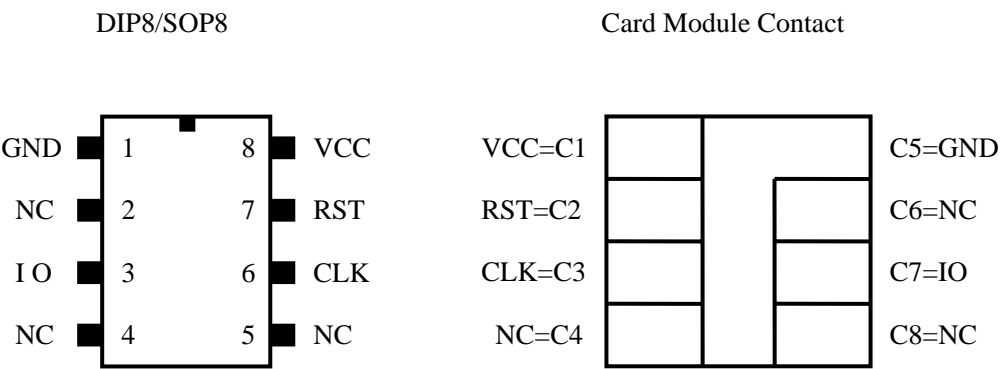 DIP8/SOP8 Card Module Contact
GND 1 8 VCC VCC=C1 C5=GND
NC 2 7 RST RST=C2 C6=NC
I O 3 6 CLK CLK=C3 C7=IO
NC 4 5 NC NC=C4 C8=NC